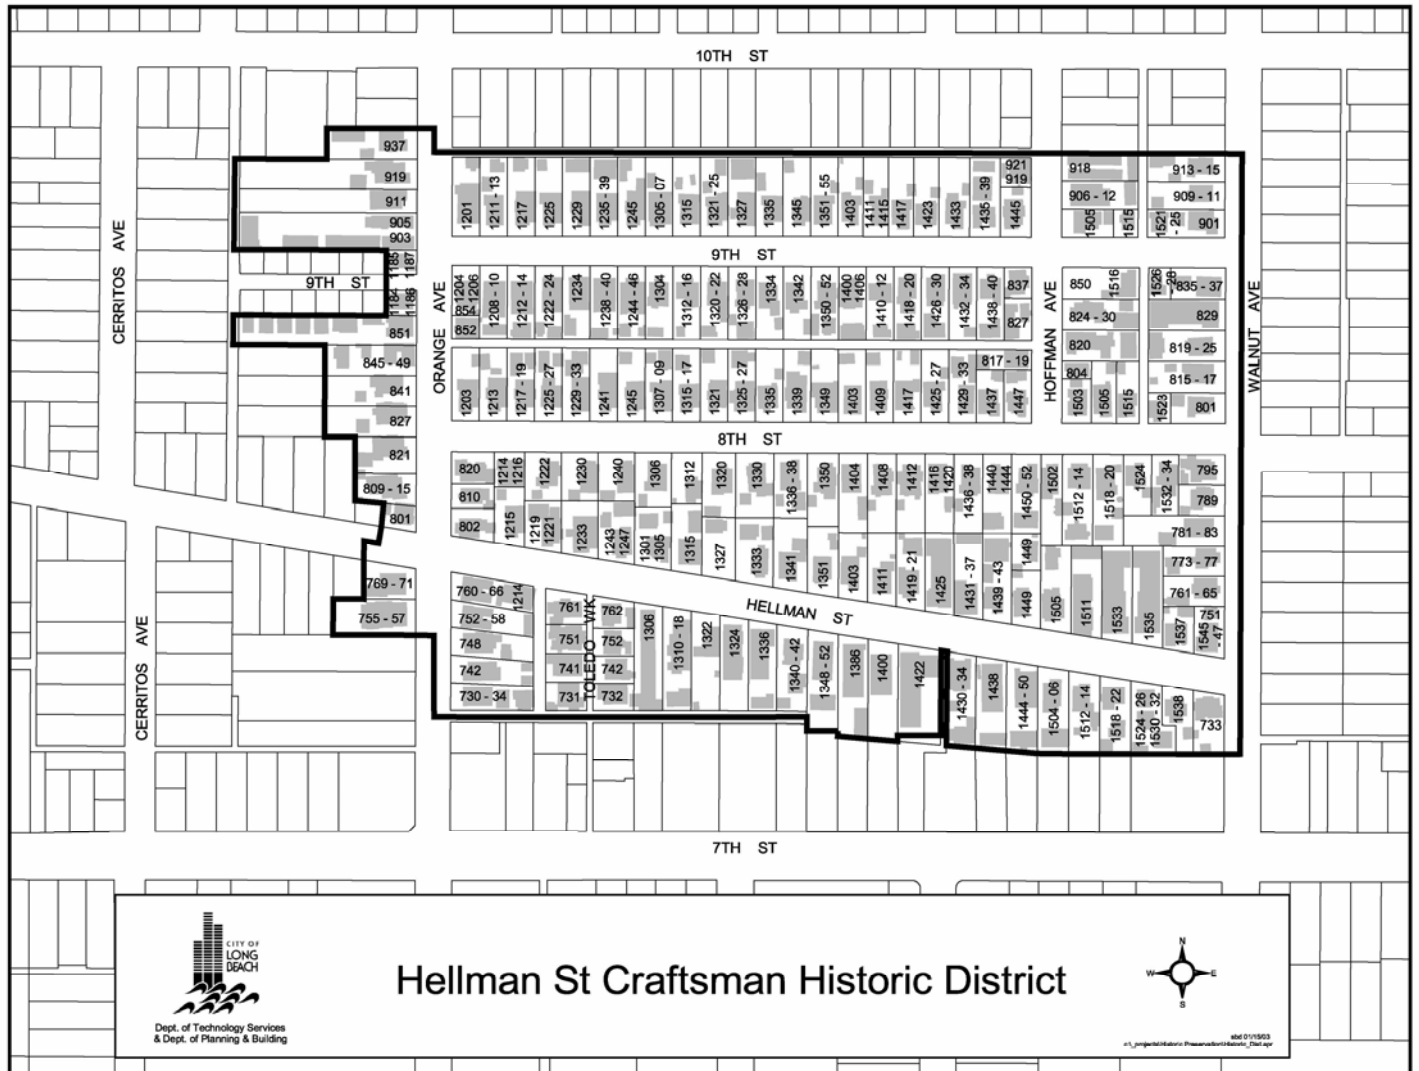 10TH ST
937
919
911
905
903
1185
1187
9TH ST
1184
1186
851
845 - 49
841
827
821
809 - 15
801
769 - 71
755 - 57
CERRITOS AVE
CERRITOS AVE
ORANGE AVE
1201
1211 - 13
1217
1225
1229
1235 - 39
1245
1305 - 07
1315
1321 - 25
1327
1335
1345
1351 - 55
1403
1411
1415
1417
1423
1433
1435 - 39
921
919
1445
918
906 - 12
1505
1515
913 - 15
909 - 11
1521
- 25
901
9TH ST
1204
1206
854
852
1208 - 10
1212 - 14
1222 - 24
1234
1238 - 40
1244 - 46
1304
1312 - 16
1320 - 22
1326 - 28
1334
1342
1350 - 52
1400
1406
1410 - 12
1418 - 20
1426 - 30
1432 - 34
1438 - 40
837
827
HOFFMAN AVE
850
1516
824 - 30
820
804
1503
1505
1515
1526
- 28
835 - 37
829
819 - 25
815 - 17
1523
801
WALNUT AVE
1203
1213
1217 - 19
1225 - 27
1229 - 33
1241
1245
1307 - 09
1315 - 17
1321
1325 - 27
1335
1339
1349
1403
1409
1417
1425 - 27
1429 - 33
817 - 19
1437
1447
8TH ST
820
810
802
1214
1216
1222
1230
1240
1306
1312
1320
1330
1336 - 38
1350
1404
1408
1412
1416
1420
1436 - 38
1440
1444
1450 - 52
1502
1512 - 14
1518 - 20
1524
1532 - 34
795
789
781 - 83
773 - 77
761 - 65
751
1215
1219
1221
1233
1243
1247
1301
1305
1315
1327
1333
1341
1351
1403
1411
1419 - 21
1425
1431 - 37
1439 - 43
1449
1449
1505
1511
1533
1535
1537
1545
- 47
HELLMAN ST
760 - 66
1214
752 - 58
748
742
730 - 34
761
751
741
731
TOLEDO WK
762
752
742
732
1306
1310 - 18
1322
1324
1336
1340 - 42
1348 - 52
1386
1400
1422
1430 - 34
1438
1444 - 50
1504 - 06
1512 - 14
1518 - 22
1524 - 26
1530 - 32
1538
733
7TH ST
CITY OF
LONG
BEACH
Dept. of Technology Services
& Dept. of Planning & Building
Hellman St Craftsman Historic District
N
W
E
S
sbd 01/15/03